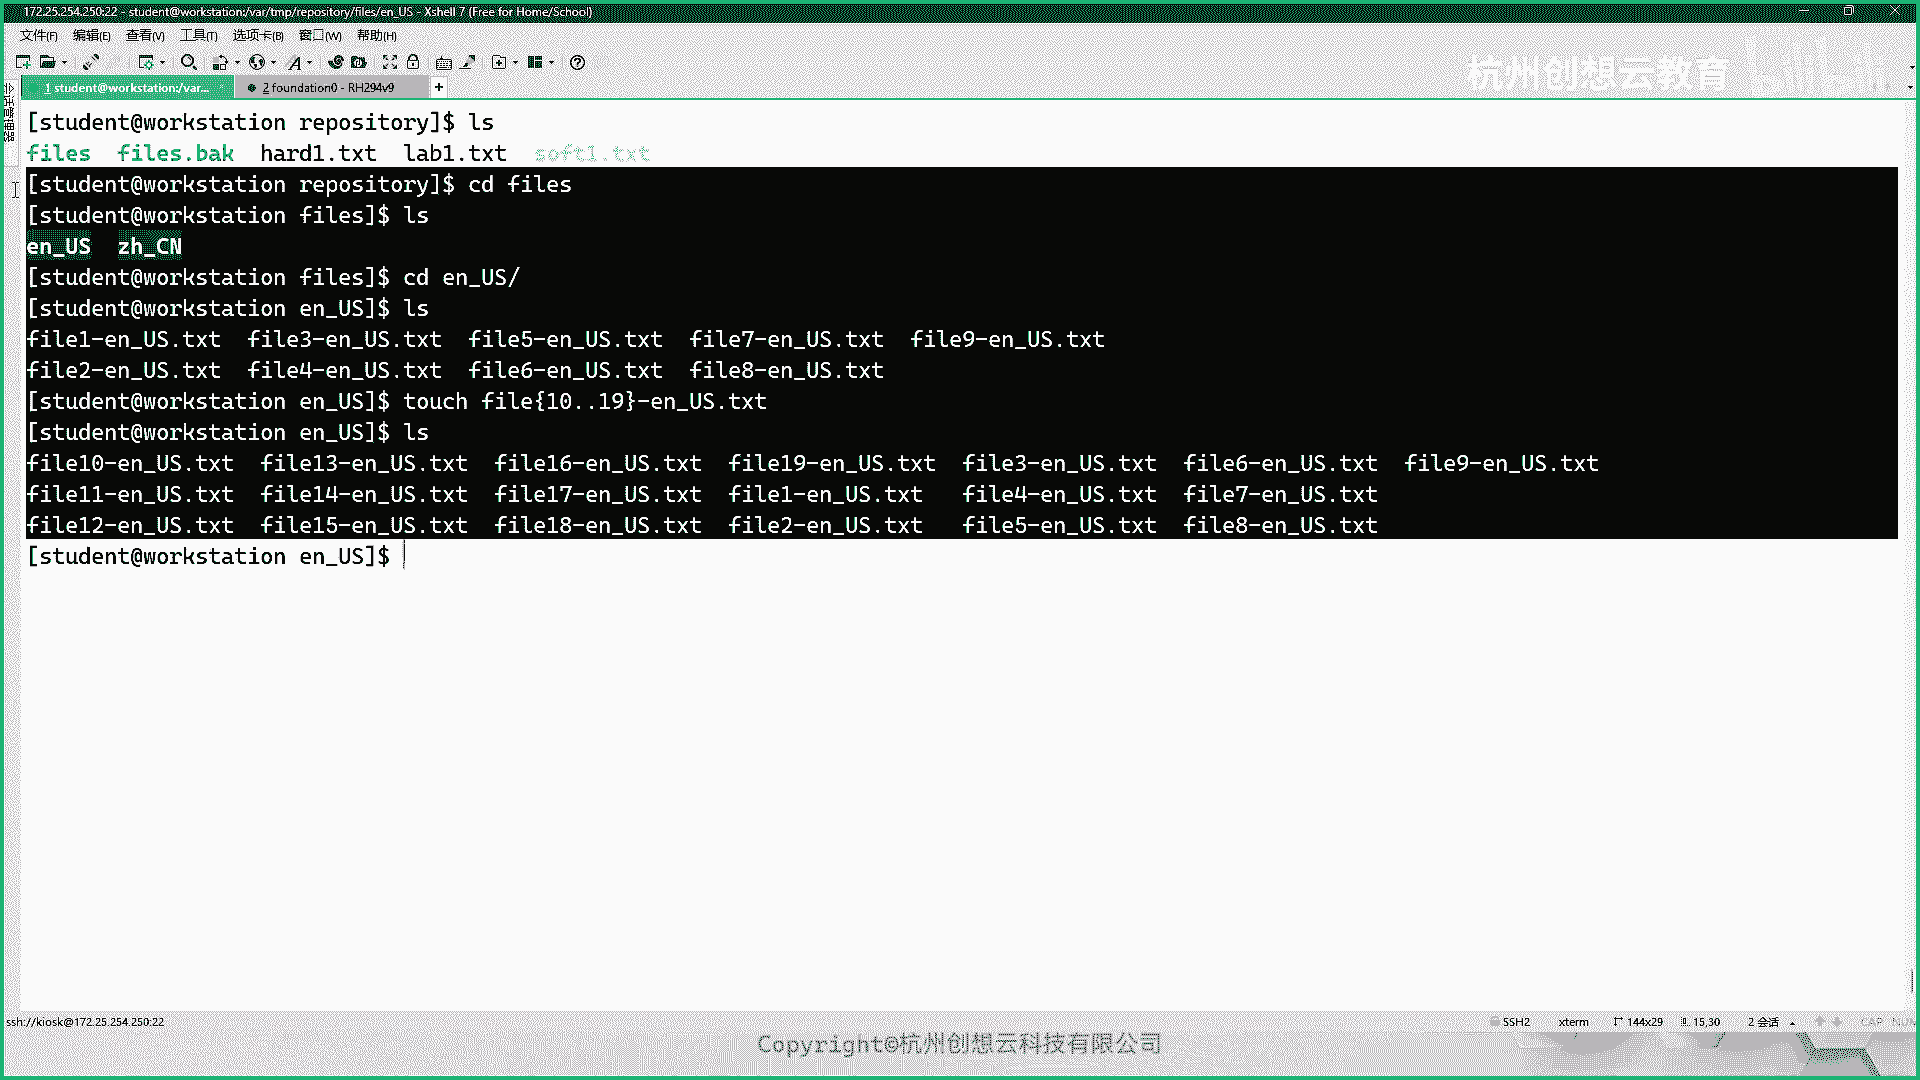 172.25.254.250:22 - student@workstation:/var/tmp/repository/files/en_US - Xshell 7 (Free for Home/School)
文件(F) 编辑(E) 查看(V) 工具(T) 选项卡(B) 窗口(W) 帮助(H)
杭州创想云教育 bilibili
1 student@workstation:/var... 2 foundation0 - RH294v9 +
会话管理器
[student@workstation repository]$ ls
files files.bak hard1.txt lab1.txt soft1.txt
[student@workstation repository]$ cd files
[student@workstation files]$ ls
en_US zh_CN
[student@workstation files]$ cd en_US/
[student@workstation en_US]$ ls
file1-en_US.txt file3-en_US.txt file5-en_US.txt file7-en_US.txt file9-en_US.txt
file2-en_US.txt file4-en_US.txt file6-en_US.txt file8-en_US.txt
[student@workstation en_US]$ touch file{10..19}-en_US.txt
[student@workstation en_US]$ ls
file10-en_US.txt file13-en_US.txt file16-en_US.txt file19-en_US.txt file3-en_US.txt file6-en_US.txt file9-en_US.txt
file11-en_US.txt file14-en_US.txt file17-en_US.txt file1-en_US.txt file4-en_US.txt file7-en_US.txt
file12-en_US.txt file15-en_US.txt file18-en_US.txt file2-en_US.txt file5-en_US.txt file8-en_US.txt
[student@workstation en_US]$
ssh://kiosk@172.25.254.250:22 SSH2 xterm 144x29 15,30 2 会话 CAP NUM
Copyright©杭州创想云科技有限公司